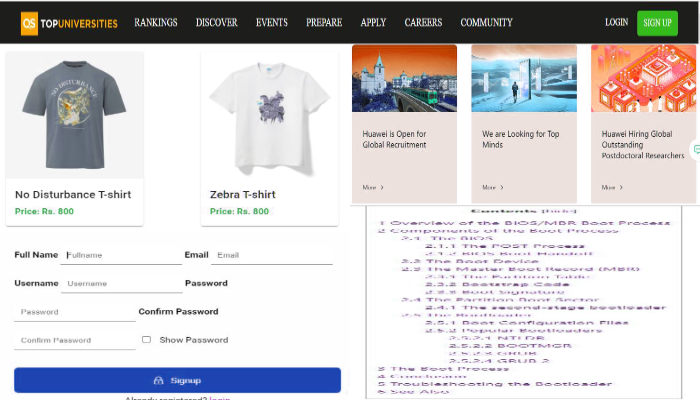 QS TOPUNIVERSITIES RANKINGS DISCOVER EVENTS PREPARE APPLY CAREERS COMMUNITY LOGIN SIGN UP
NO DISTURBANCE
No Disturbance T-shirt
Price: Rs. 800
Zebra T-shirt
Price: Rs. 800
Huawei is Open for
Global Recruitment
More >
We are Looking for Top
Minds
More >
Huawei Hiring Global
Outstanding
Postdoctoral Researchers
More >
Full Name Fullname Email Email
Username Username Password
Password Confirm Password
Confirm Password Show Password
Signup
Already registered? login
Contents [hide]
1 Overview of the BIOS/MBR Boot Process
2 Components of the Boot Process
2.1 The BIOS
2.1.1 The POST Process
2.1.2 BIOS Boot Handoff
2.2 The Boot Device
2.3 The Master Boot Record (MBR)
2.3.1 The Partition Table
2.3.2 Bootstrap Code
2.3.3 Boot Signature
2.4 The Partition Boot Sector
2.4.1 The second-stage bootloader
2.5 The Bootloader
2.5.1 Boot Configuration Files
2.5.2 Popular Bootloaders
2.5.2.1 NTLDR
2.5.2.2 BOOTMGR
2.5.2.3 GRUB
2.5.2.4 GRUB 2
3 The Boot Process
4 Conclusion
5 Troubleshooting the Bootloader
6 See Also